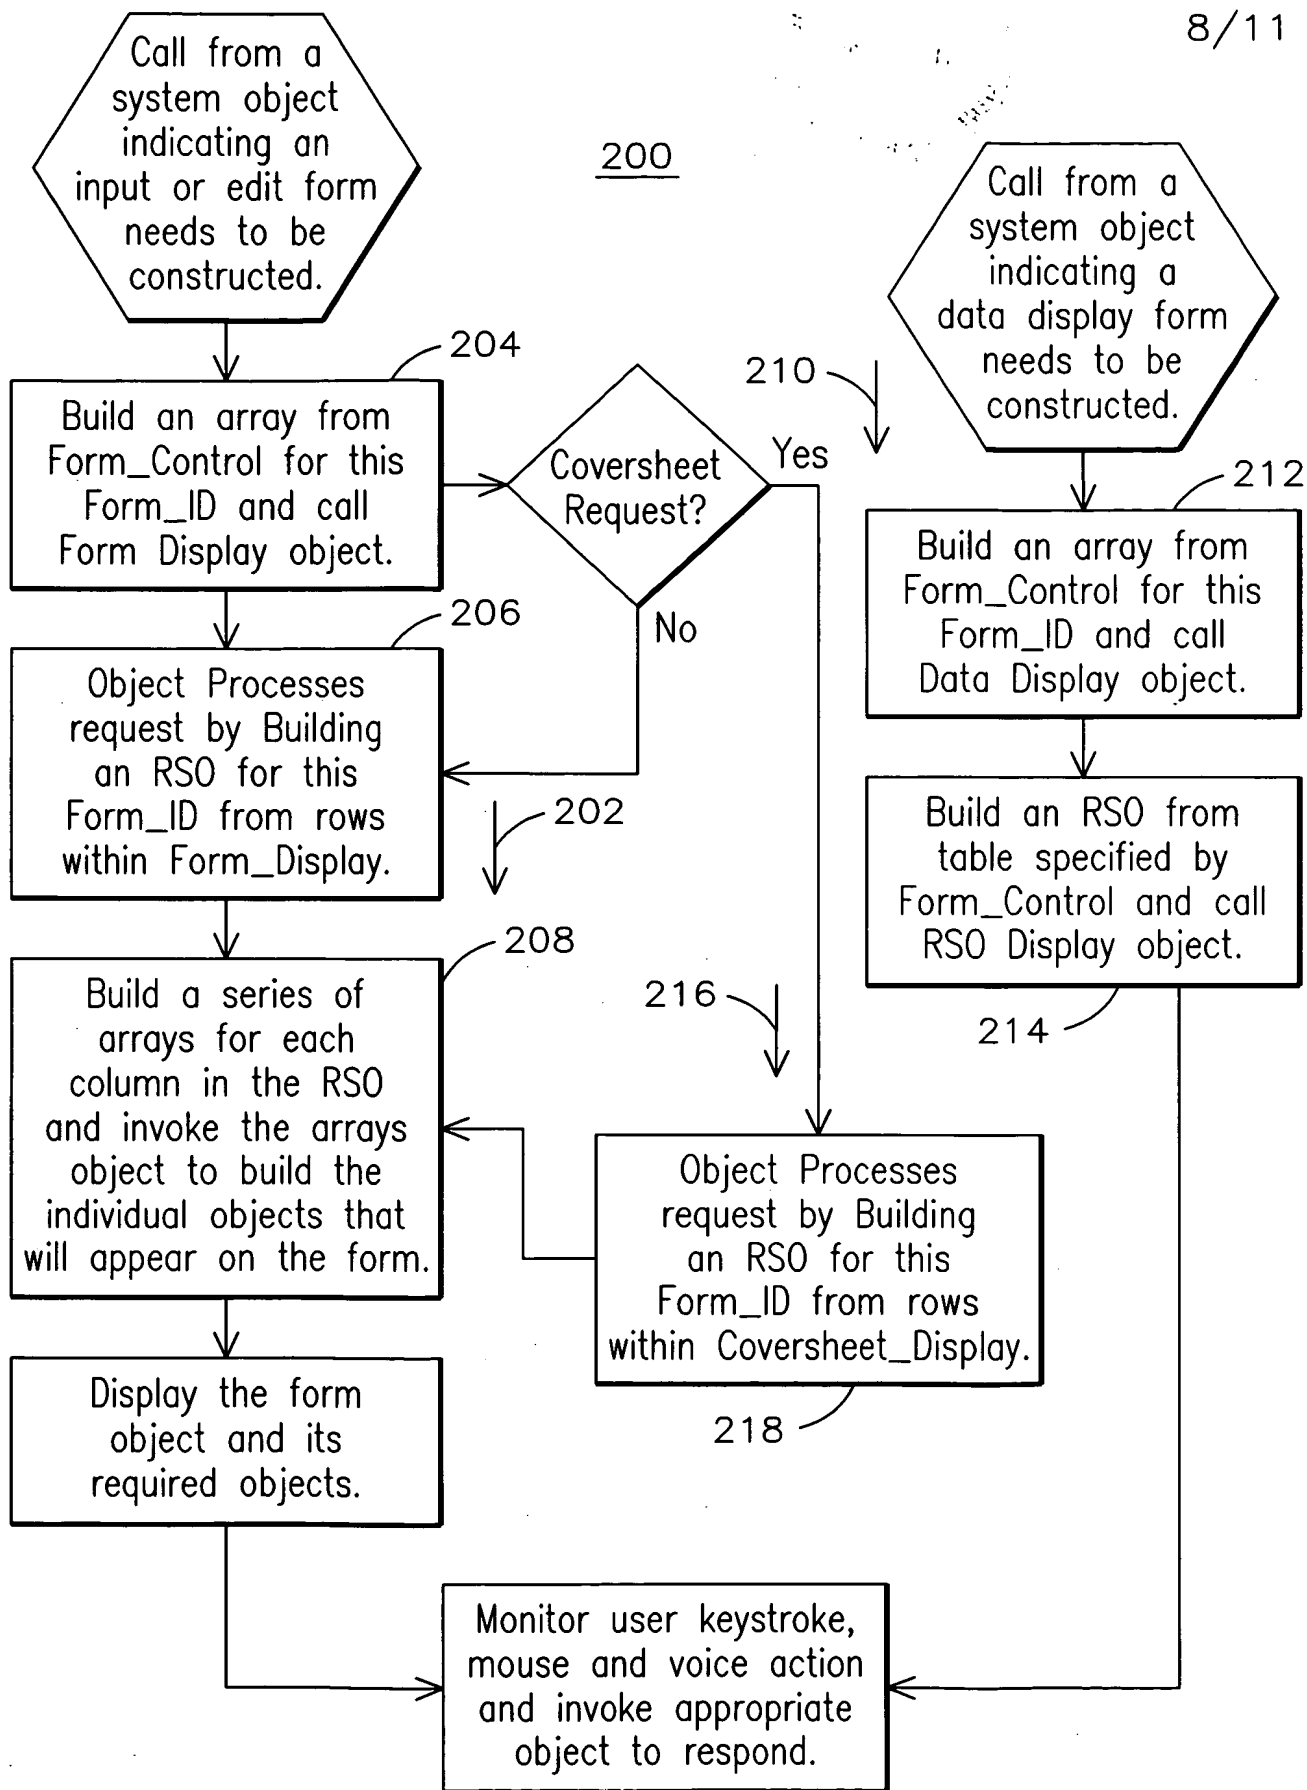 8/11
200
Call from a
system object
indicating an
input or edit form
needs to be
constructed.
204
Build an array from
Form_Control for this
Form_ID and call
Form Display object.
Coversheet
Request?
Yes
No
206
Object Processes
request by Building
an RSO for this
Form_ID from rows
within Form_Display.
202
208
Build a series of
arrays for each
column in the RSO
and invoke the arrays
object to build the
individual objects that
will appear on the form.
Display the form
object and its
required objects.
210
Call from a
system object
indicating a
data display form
needs to be
constructed.
212
Build an array from
Form_Control for this
Form_ID and call
Data Display object.
Build an RSO from
table specified by
Form_Control and call
RSO Display object.
214
216
Object Processes
request by Building
an RSO for this
Form_ID from rows
within Coversheet_Display.
218
Monitor user keystroke,
mouse and voice action
and invoke appropriate
object to respond.